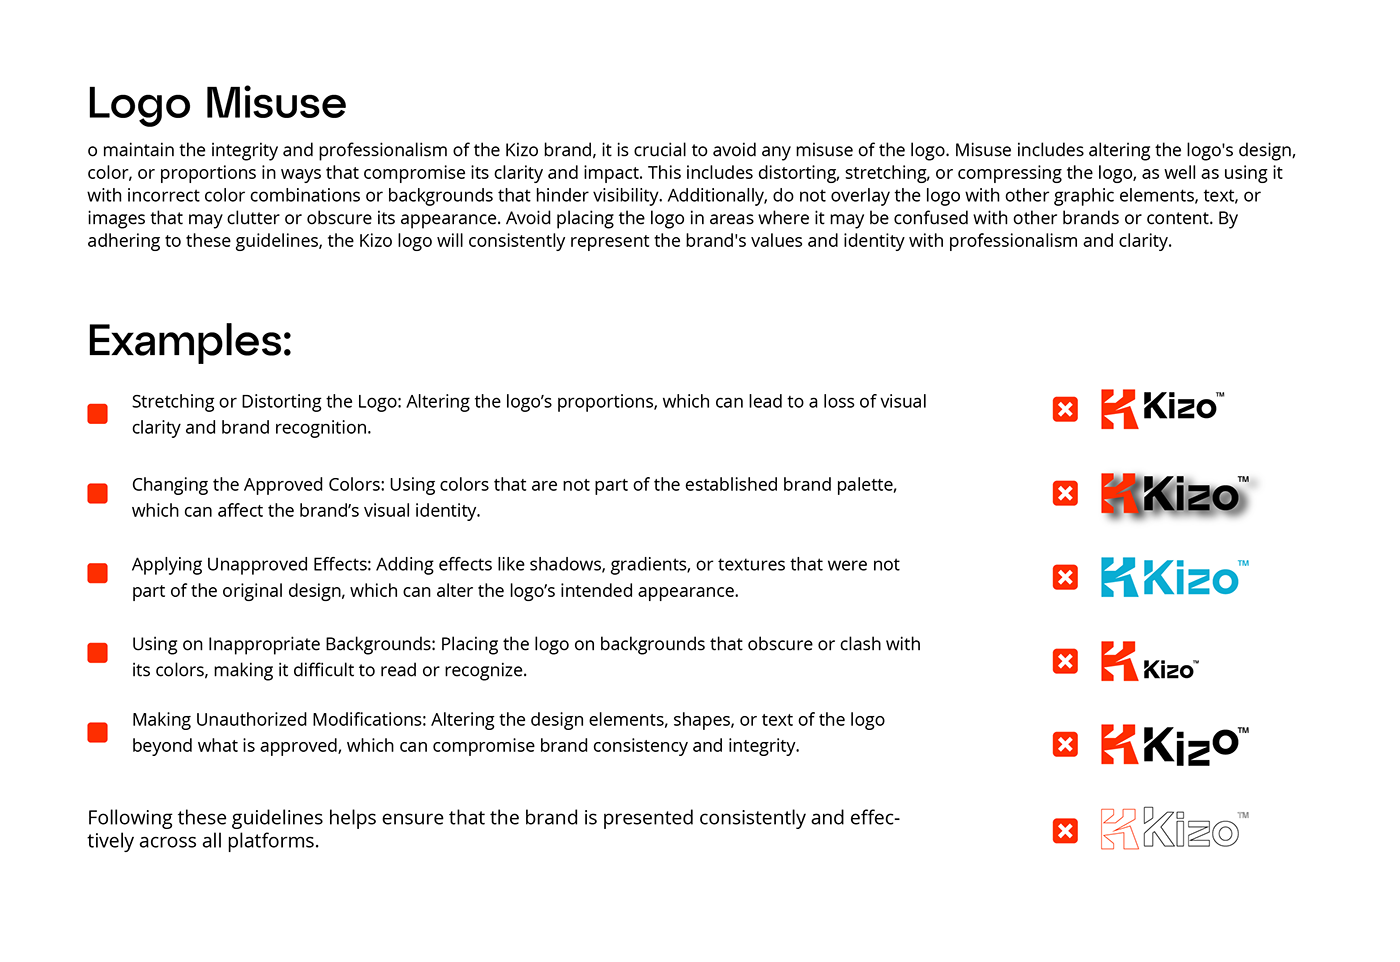 Logo Misuse
o maintain the integrity and professionalism of the Kizo brand, it is crucial to avoid any misuse of the logo. Misuse includes altering the logo's design,
color, or proportions in ways that compromise its clarity and impact. This includes distorting, stretching, or compressing the logo, as well as using it
with incorrect color combinations or backgrounds that hinder visibility. Additionally, do not overlay the logo with other graphic elements, text, or
images that may clutter or obscure its appearance. Avoid placing the logo in areas where it may be confused with other brands or content. By
adhering to these guidelines, the Kizo logo will consistently represent the brand's values and identity with professionalism and clarity.
Examples:
Stretching or Distorting the Logo: Altering the logo’s proportions, which can lead to a loss of visual
clarity and brand recognition.
Kizo™
Changing the Approved Colors: Using colors that are not part of the established brand palette,
which can affect the brand’s visual identity.
Kizo™
Applying Unapproved Effects: Adding effects like shadows, gradients, or textures that were not
part of the original design, which can alter the logo’s intended appearance.
Kizo™
Using on Inappropriate Backgrounds: Placing the logo on backgrounds that obscure or clash with
its colors, making it difficult to read or recognize.
Kizo™
Making Unauthorized Modifications: Altering the design elements, shapes, or text of the logo
beyond what is approved, which can compromise brand consistency and integrity.
Kizo™
Following these guidelines helps ensure that the brand is presented consistently and effec-
tively across all platforms.
Kizo™